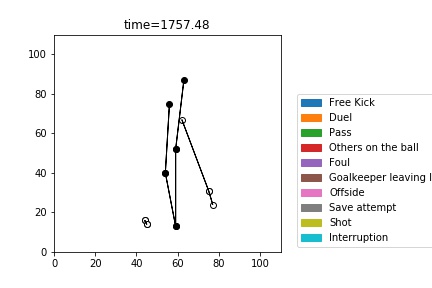 time=1757.48
100
80
60
40
20
0
0 20 40 60 80 100
Free Kick
Duel
Pass
Others on the ball
Foul
Goalkeeper leaving l
Offside
Save attempt
Shot
Interruption